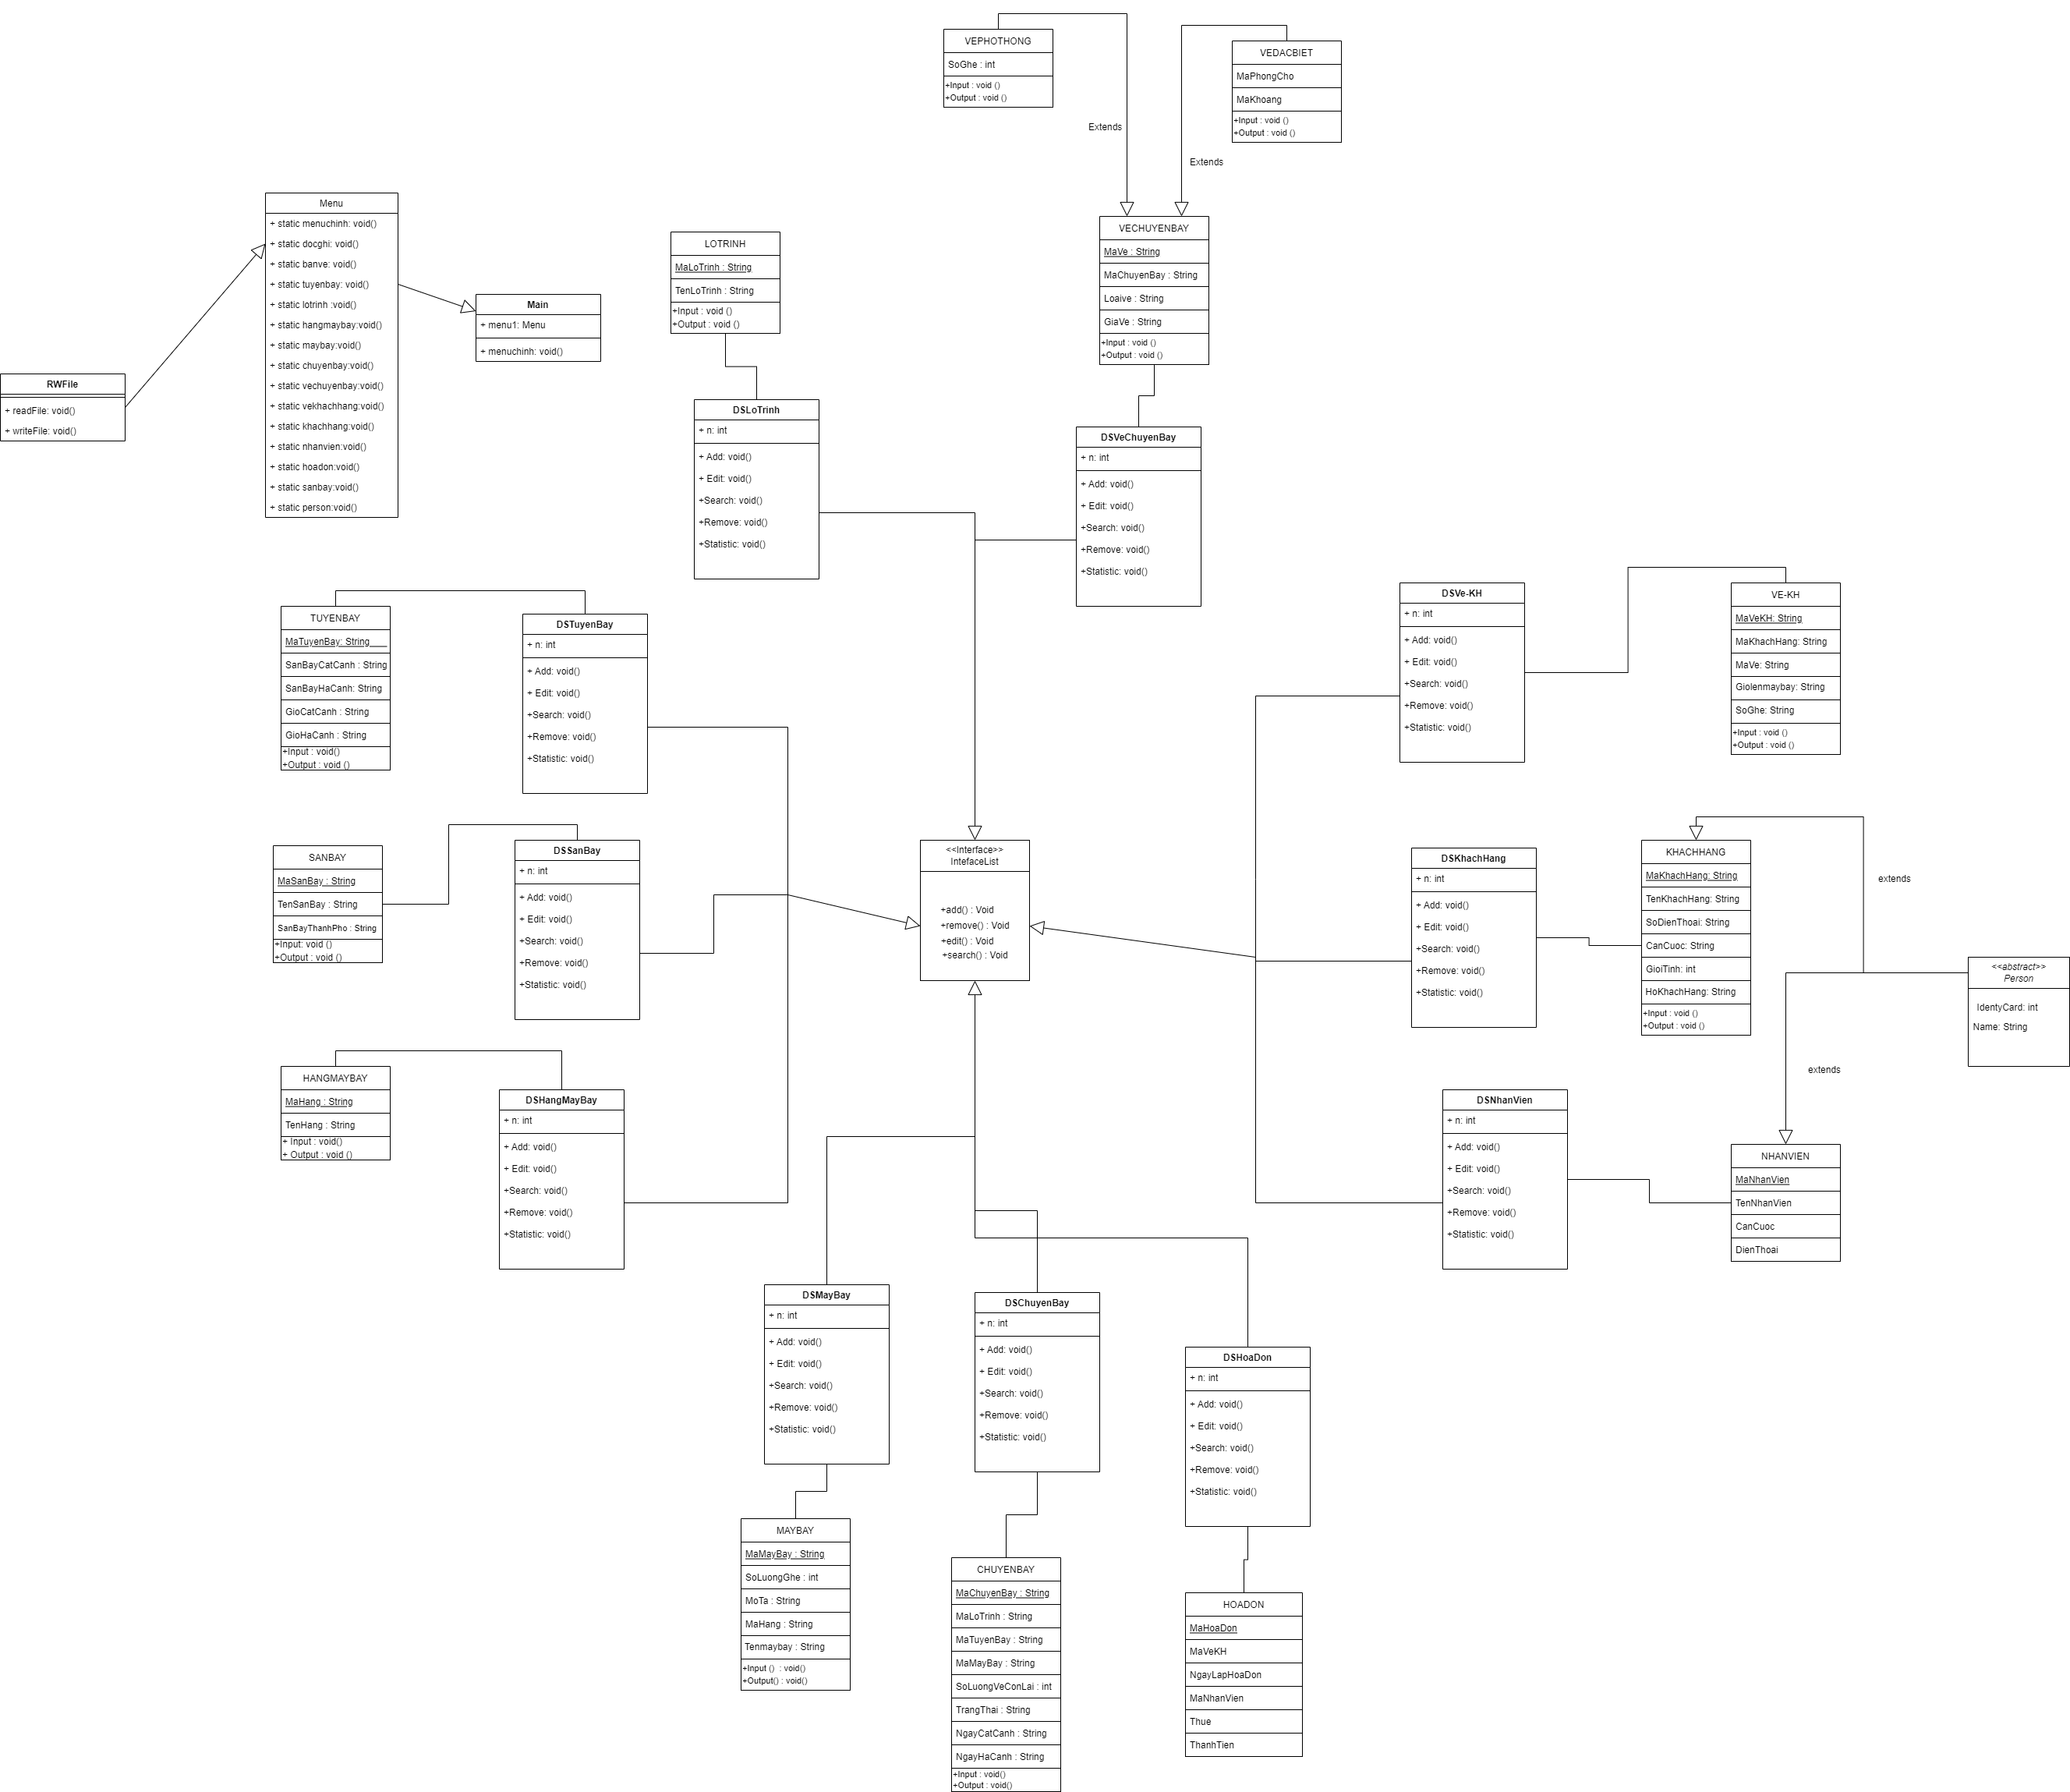 VEPHOTHONG
SoGhe : int
+Input : void ()
+Output : void ()
VEDACBIET
MaPhongCho
MaKhoang
+Input : void ()
+Output : void ()
Extends
Extends
Menu
+ static menuchinh: void()
+ static docghi: void()
+ static banve: void()
+ static tuyenbay: void()
+ static lotrinh :void()
+ static hangmaybay:void()
+ static maybay:void()
+ static chuyenbay:void()
+ static vechuyenbay:void()
+ static vekhachhang:void()
+ static khachhang:void()
+ static nhanvien:void()
+ static hoadon:void()
+ static sanbay:void()
+ static person:void()
Main
+ menu1: Menu
+ menuchinh: void()
RWFile
+ readFile: void()
+ writeFile: void()
LOTRINH
MaLoTrinh : String
TenLoTrinh : String
+Input : void ()
+Output : void ()
VECHUYENBAY
MaVe : String
MaChuyenBay : String
Loaive : String
GiaVe : String
+Input : void ()
+Output : void ()
DSLoTrinh
+ n: int
+ Add: void()
+ Edit: void()
+Search: void()
+Remove: void()
+Statistic: void()
DSVeChuyenBay
+ n: int
+ Add: void()
+ Edit: void()
+Search: void()
+Remove: void()
+Statistic: void()
TUYENBAY
MaTuyenBay: String
SanBayCatCanh : String
SanBayHaCanh: String
GioCatCanh : String
GioHaCanh : String
+Input : void()
+Output : void ()
DSTuyenBay
+ n: int
+ Add: void()
+ Edit: void()
+Search: void()
+Remove: void()
+Statistic: void()
DSVe-KH
+ n: int
+ Add: void()
+ Edit: void()
+Search: void()
+Remove: void()
+Statistic: void()
VE-KH
MaVeKH: String
MaKhachHang: String
MaVe: String
Giolenmaybay: String
SoGhe: String
+Input : void ()
+Output : void ()
SANBAY
MaSanBay : String
TenSanBay : String
SanBayThanhPho : String
+Input: void ()
+Output : void ()
DSSanBay
+ n: int
+ Add: void()
+ Edit: void()
+Search: void()
+Remove: void()
+Statistic: void()
<<Interface>>
IntefaceList
+add() : Void
+remove() : Void
+edit() : Void
+search() : Void
DSKhachHang
+ n: int
+ Add: void()
+ Edit: void()
+Search: void()
+Remove: void()
+Statistic: void()
KHACHHANG
MaKhachHang: String
TenKhachHang: String
SoDienThoai: String
CanCuoc: String
GioiTinh: int
HoKhachHang: String
+Input : void ()
+Output : void ()
extends
<<abstract>>
Person
IdentyCard: int
Name: String
extends
HANGMAYBAY
MaHang : String
TenHang : String
+ Input : void()
+ Output : void ()
DSHangMayBay
+ n: int
+ Add: void()
+ Edit: void()
+Search: void()
+Remove: void()
+Statistic: void()
DSNhanVien
+ n: int
+ Add: void()
+ Edit: void()
+Search: void()
+Remove: void()
+Statistic: void()
NHANVIEN
MaNhanVien
TenNhanVien
CanCuoc
DienThoai
DSMayBay
+ n: int
+ Add: void()
+ Edit: void()
+Search: void()
+Remove: void()
+Statistic: void()
DSChuyenBay
+ n: int
+ Add: void()
+ Edit: void()
+Search: void()
+Remove: void()
+Statistic: void()
DSHoaDon
+ n: int
+ Add: void()
+ Edit: void()
+Search: void()
+Remove: void()
+Statistic: void()
MAYBAY
MaMayBay : String
SoLuongGhe : int
MoTa : String
MaHang : String
Tenmaybay : String
+Input () : void()
+Output() : void()
CHUYENBAY
MaChuyenBay : String
MaLoTrinh : String
MaTuyenBay : String
MaMayBay : String
SoLuongVeConLai : int
TrangThai : String
NgayCatCanh : String
NgayHaCanh : String
+Input : void()
+Output : void()
HOADON
MaHoaDon
MaVeKH
NgayLapHoaDon
MaNhanVien
Thue
ThanhTien